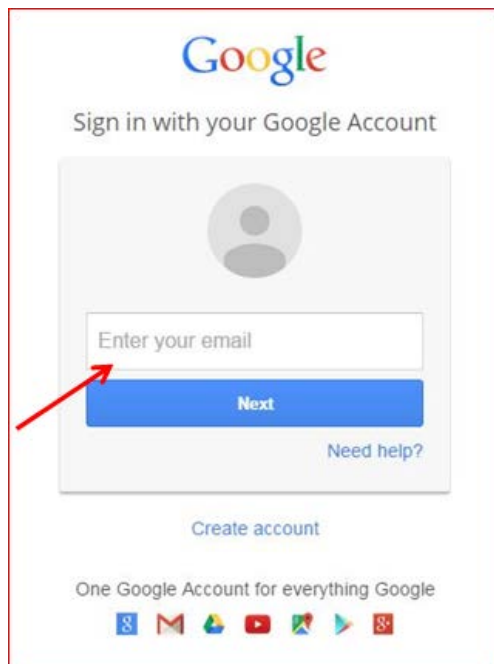 Google
Sign in with your Google Account
Enter your email
Next
Need help?
Create account
One Google Account for everything Google